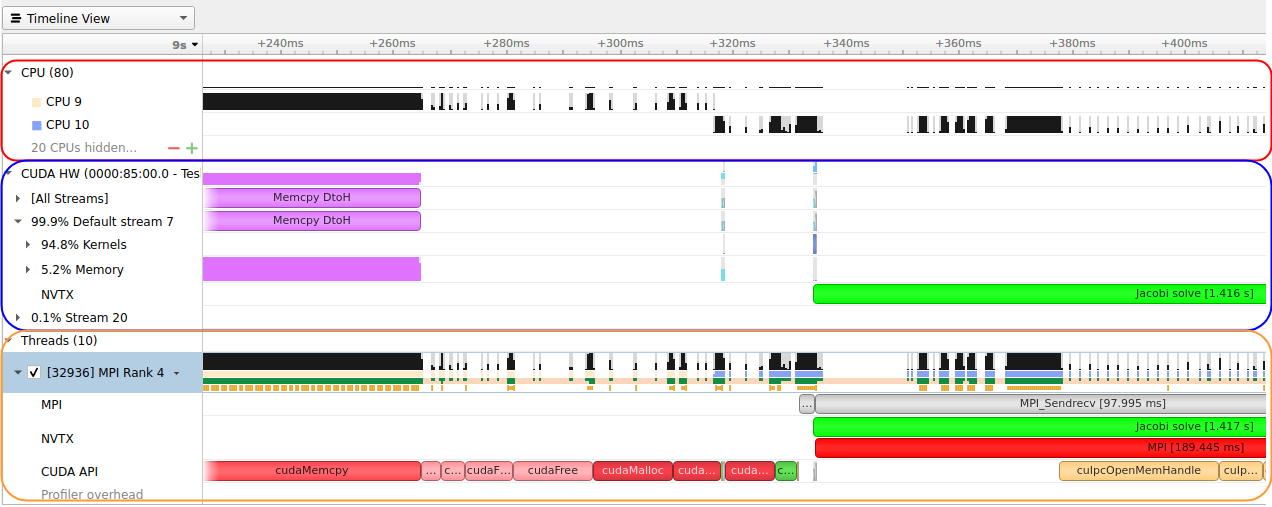 Timeline View
9s +240ms +260ms +280ms +300ms +320ms +340ms +360ms +380ms +400ms
CPU (80)
CPU 9
CPU 10
20 CPUs hidden...
CUDA HW (0000:85:00.0 - Tes
[All Streams] Memcpy DtoH
99.9% Default stream 7 Memcpy DtoH
94.8% Kernels
5.2% Memory
NVTX Jacobi solve [1.416 s]
0.1% Stream 20
Threads (10)
[32936] MPI Rank 4
MPI ... MPI_Sendrecv [97.995 ms]
NVTX Jacobi solve [1.417 s]
MPI [189.445 ms]
CUDA API cudaMemcpy ... c... cudaF... cudaFree cudaMalloc cuda... cuda... c... cuIpcOpenMemHandle cuIp...
Profiler overhead